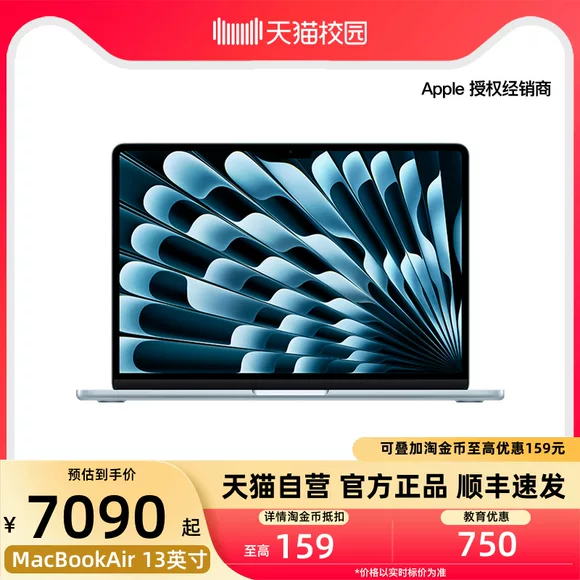 天猫校园
Apple 授权经销商
可叠加淘金币至高优惠159元
预估到手价
¥ 7090 起
MacBookAir 13英寸
天猫自营 官方正品 顺丰速发
详情淘金币抵扣
至高 159
教育优惠
750
*价格以实时标价为准